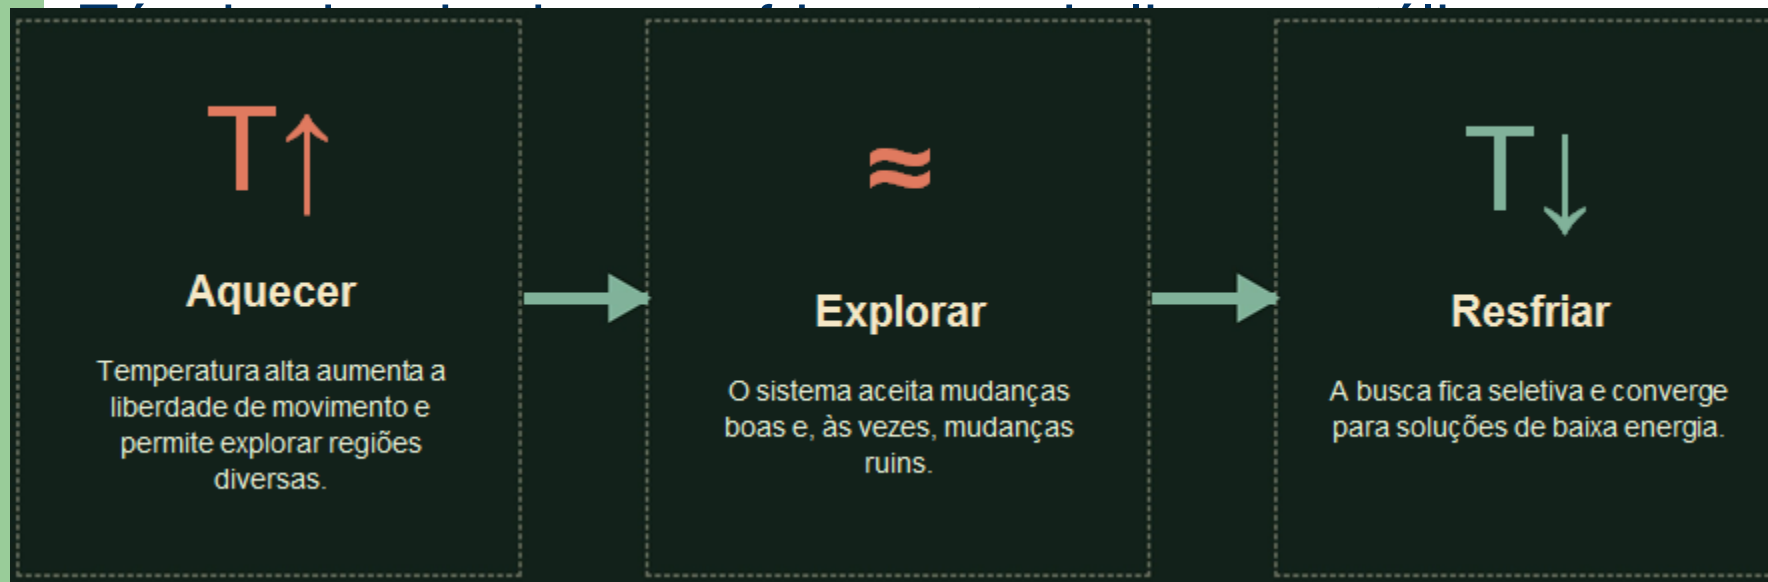 T↑
Aquecer
Temperatura alta aumenta a
liberdade de movimento e
permite explorar regiões
diversas.
≈
Explorar
O sistema aceita mudanças
boas e, às vezes, mudanças
ruins.
T↓
Resfriar
A busca fica seletiva e converge
para soluções de baixa energia.